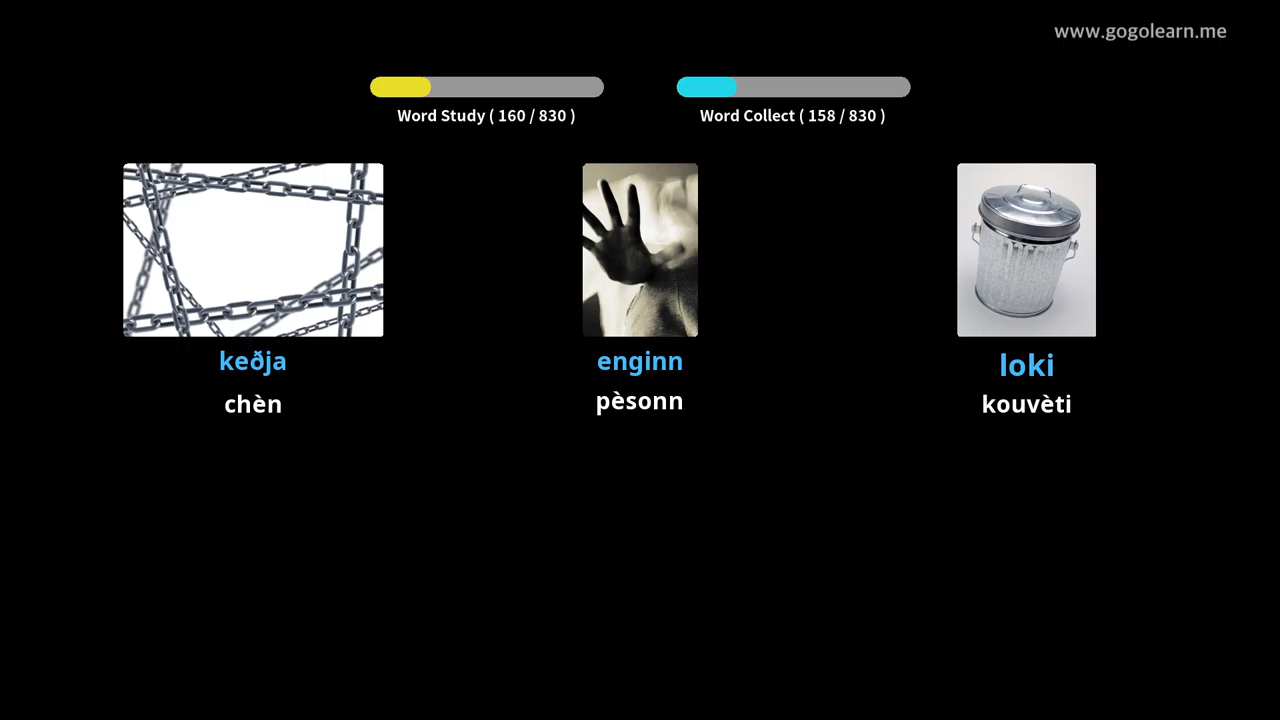 www.gogolearn.me
Word Study ( 160 / 830 )
Word Collect ( 158 / 830 )
keðja
chèn
enginn
pèsonn
loki
kouvèti